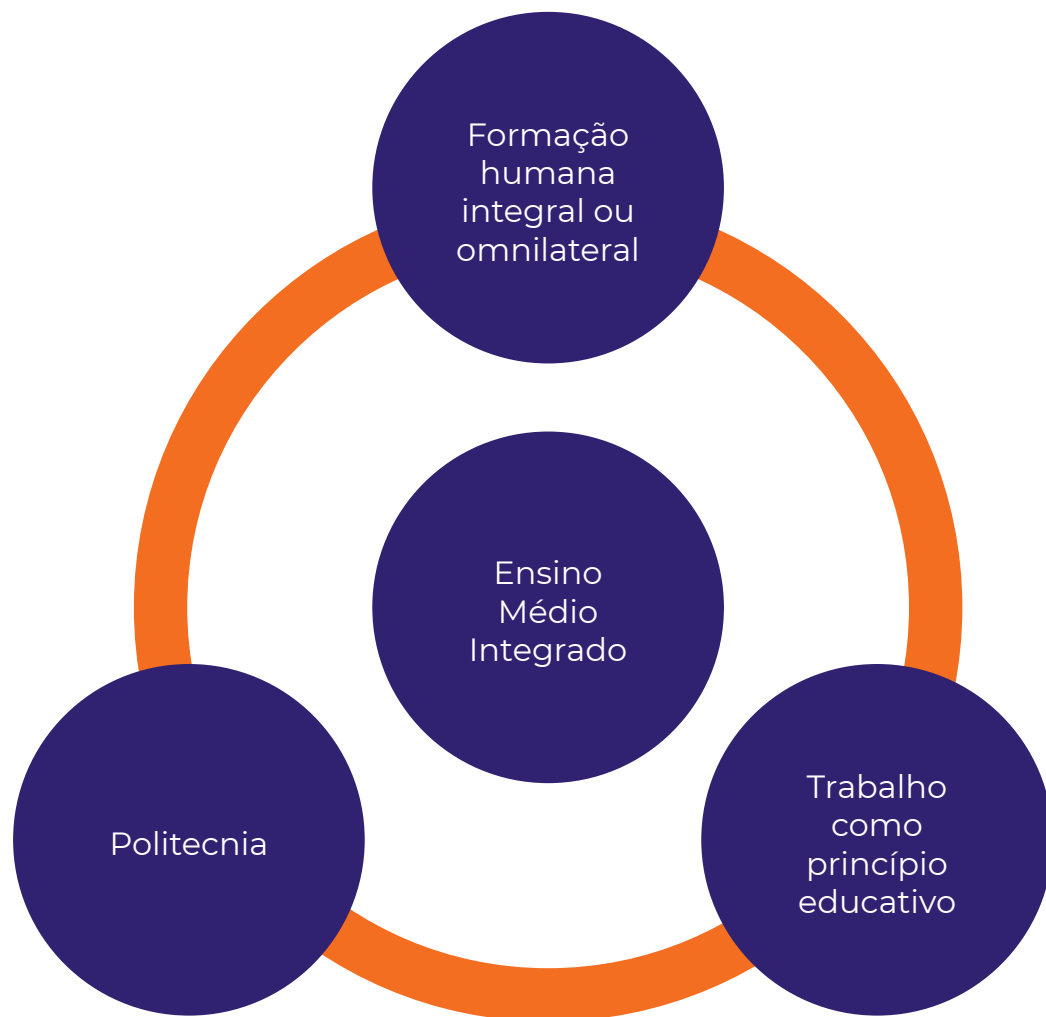 Formação
humana
integral ou
omnilateral
Ensino
Médio
Integrado
Politecnia
Trabalho
como
princípio
educativo